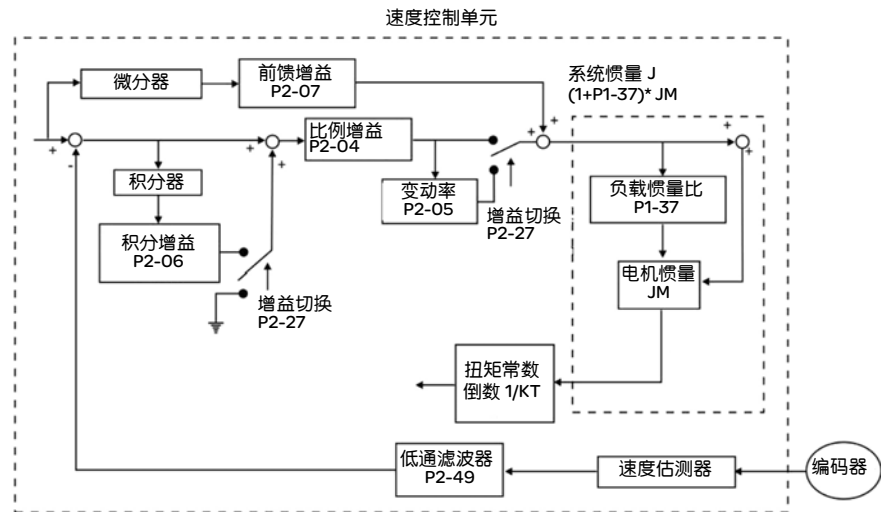 速度控制单元
微分器
前馈增益
P2-07
系统惯量 J
(1+P1-37)* JM
+
+
+
-
+
+
比例增益
P2-04
+
+
积分器
变动率
P2-05
增益切换
P2-27
负载惯量比
P1-37
积分增益
P2-06
增益切换
P2-27
电机惯量
JM
扭矩常数
倒数 1/KT
低通滤波器
P2-49
速度估测器
编码器